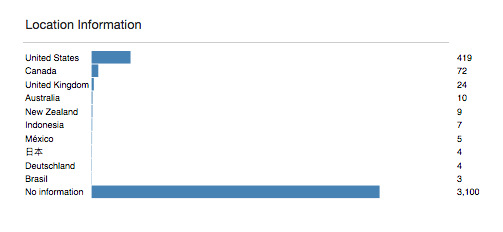 Location Information
United States 419
Canada 72
United Kingdom 24
Australia 10
New Zealand 9
Indonesia 7
México 5
日本 4
Deutschland 4
Brasil 3
No information 3,100